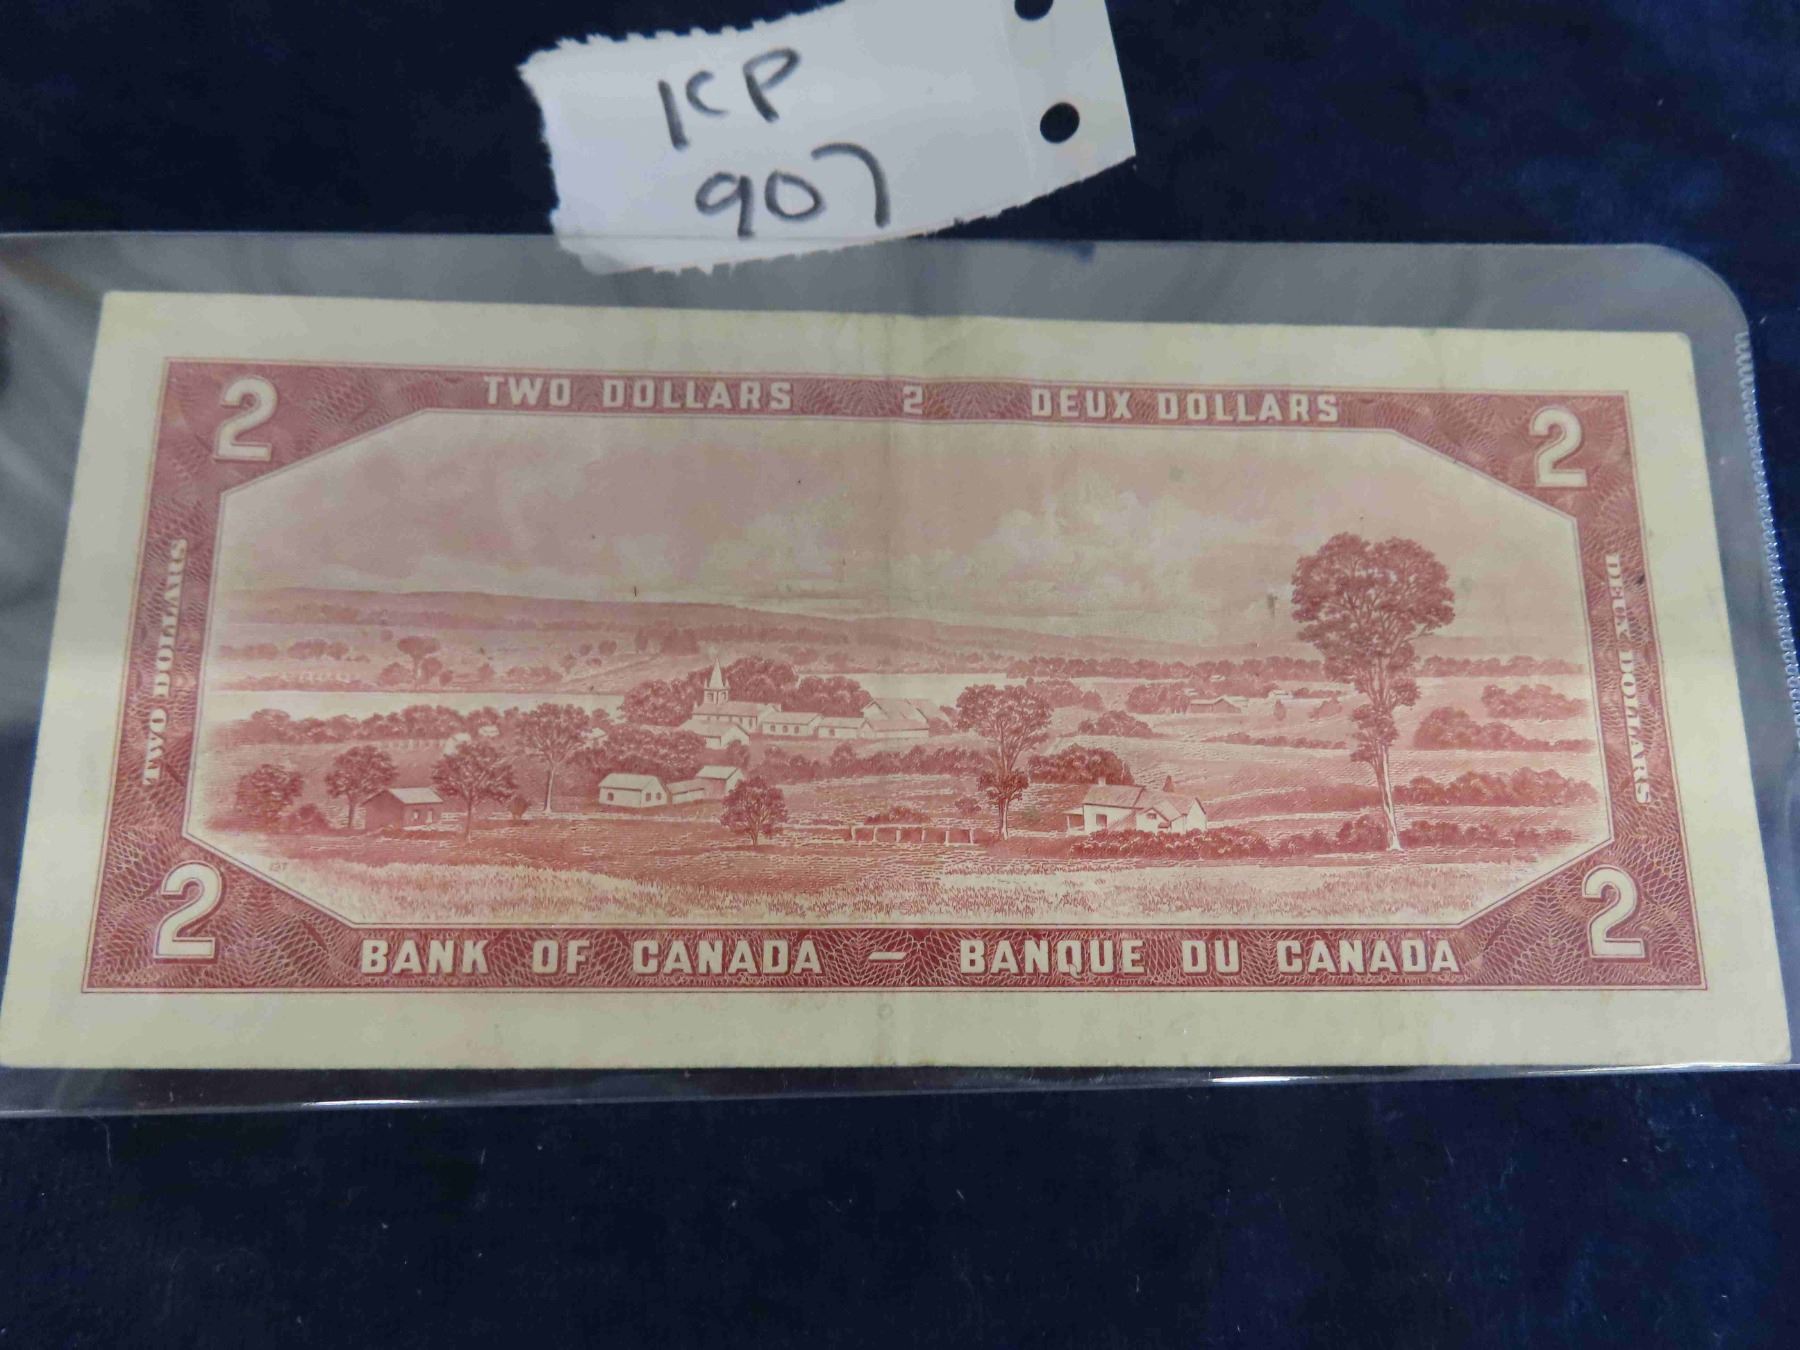 KP
907
TWO DOLLARS 2 DEUX DOLLARS
2 2
TWO DOLLARS
DEUX DOLLARS
2 2
BANK OF CANADA – BANQUE DU CANADA